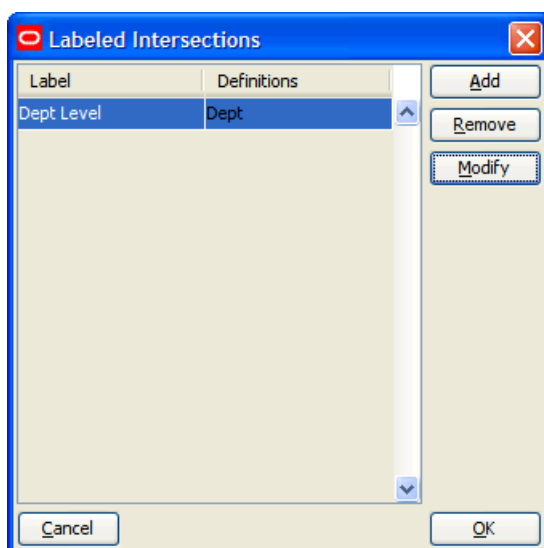 Labeled Intersections
Label Definitions Add
Dept Level Dept
Remove
Modify
Cancel OK